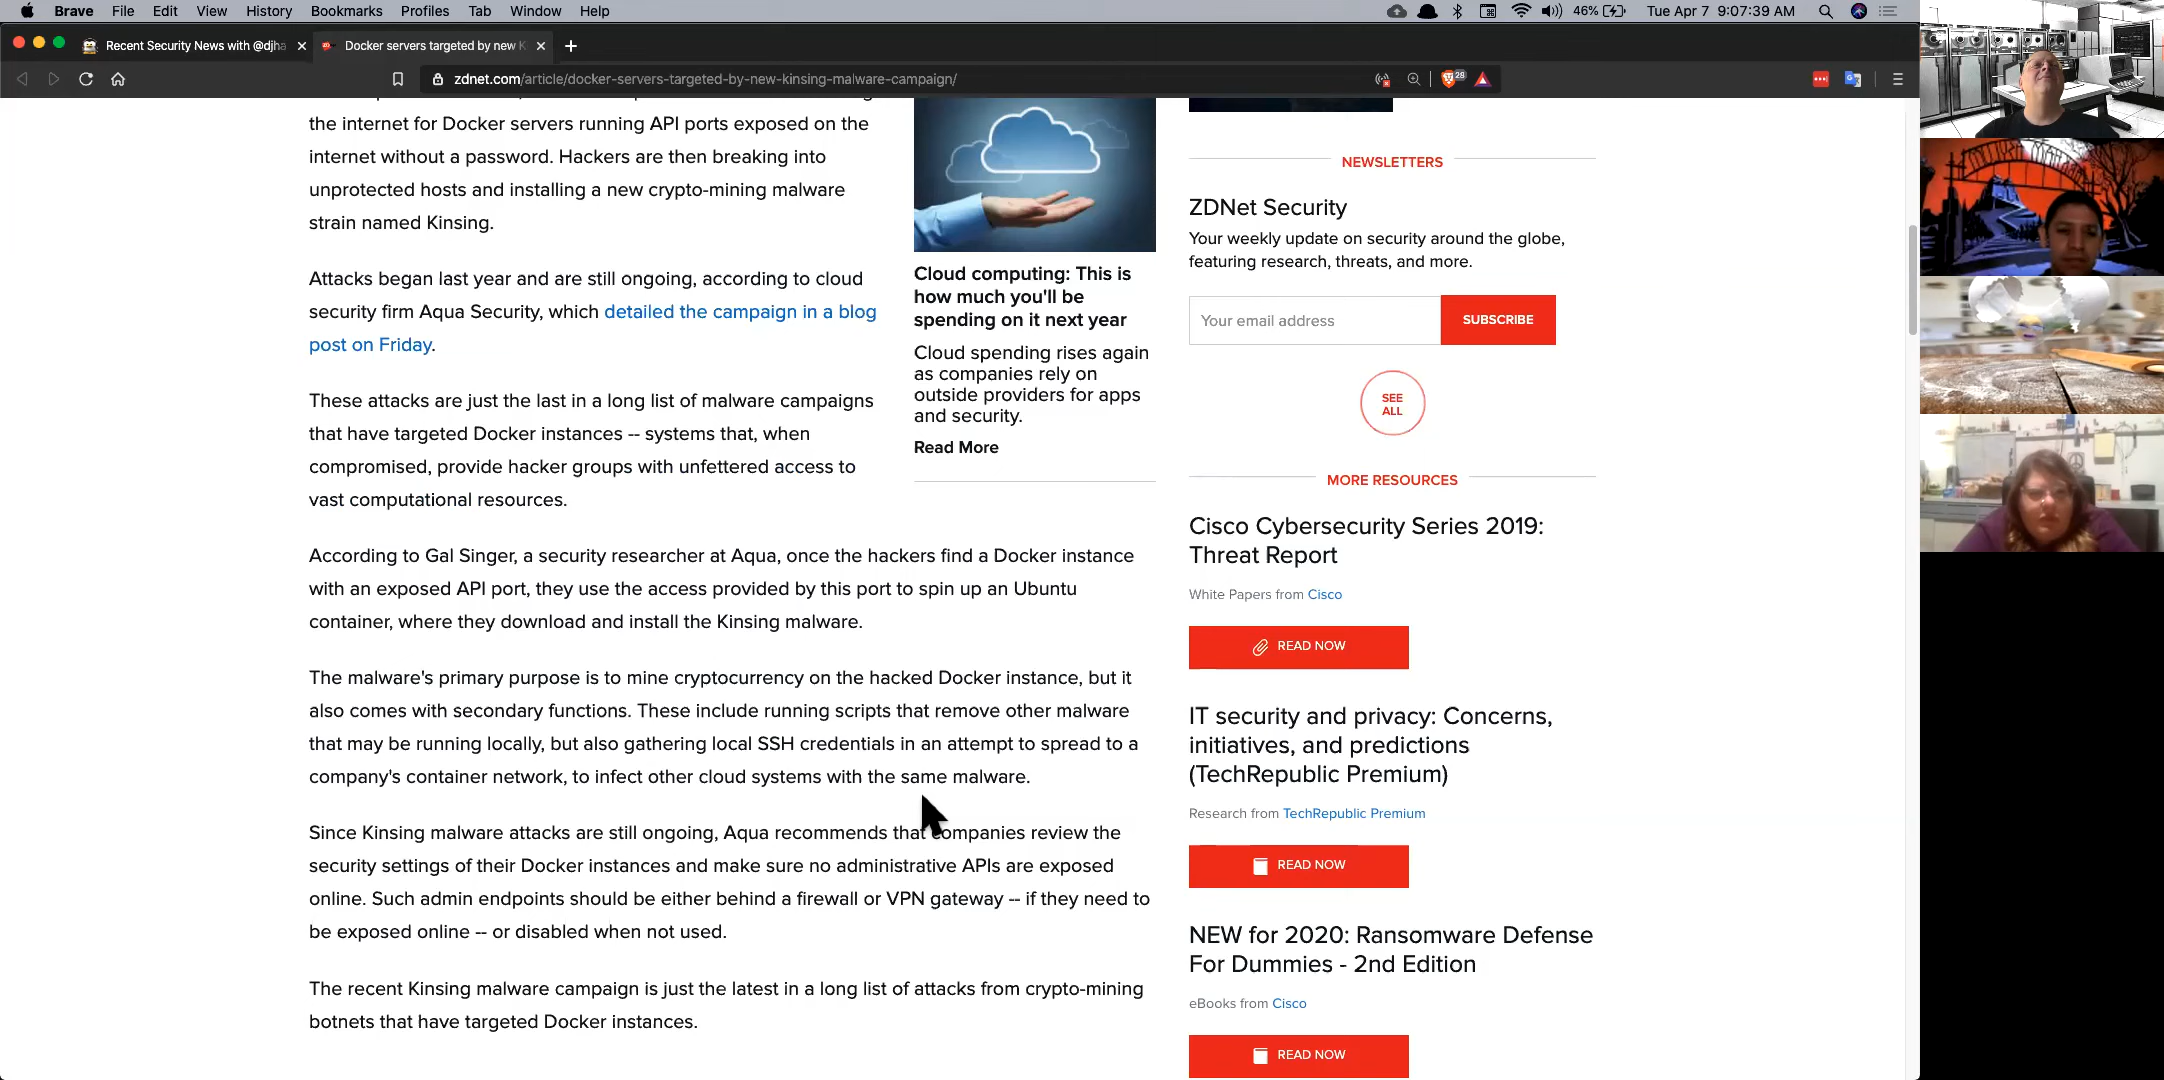 Brave File Edit View History Bookmarks Profiles Tab Window Help
46% Tue Apr 7 9:07:39 AM
Recent Security News with @djha
Docker servers targeted by new K
zdnet.com/article/docker-servers-targeted-by-new-kinsing-malware-campaign/
28
the internet for Docker servers running API ports exposed on the
internet without a password. Hackers are then breaking into
unprotected hosts and installing a new crypto-mining malware
strain named Kinsing.
Attacks began last year and are still ongoing, according to cloud
security firm Aqua Security, which detailed the campaign in a blog
post on Friday.
These attacks are just the last in a long list of malware campaigns
that have targeted Docker instances -- systems that, when
compromised, provide hacker groups with unfettered access to
vast computational resources.
According to Gal Singer, a security researcher at Aqua, once the hackers find a Docker instance
with an exposed API port, they use the access provided by this port to spin up an Ubuntu
container, where they download and install the Kinsing malware.
The malware's primary purpose is to mine cryptocurrency on the hacked Docker instance, but it
also comes with secondary functions. These include running scripts that remove other malware
that may be running locally, but also gathering local SSH credentials in an attempt to spread to a
company's container network, to infect other cloud systems with the same malware.
Since Kinsing malware attacks are still ongoing, Aqua recommends that companies review the
security settings of their Docker instances and make sure no administrative APIs are exposed
online. Such admin endpoints should be either behind a firewall or VPN gateway -- if they need to
be exposed online -- or disabled when not used.
The recent Kinsing malware campaign is just the latest in a long list of attacks from crypto-mining
botnets that have targeted Docker instances.
Cloud computing: This is
how much you'll be
spending on it next year
Cloud spending rises again
as companies rely on
outside providers for apps
and security.
Read More
NEWSLETTERS
ZDNet Security
Your weekly update on security around the globe,
featuring research, threats, and more.
Your email address
SUBSCRIBE
SEE
ALL
MORE RESOURCES
Cisco Cybersecurity Series 2019:
Threat Report
White Papers from Cisco
READ NOW
IT security and privacy: Concerns,
initiatives, and predictions
(TechRepublic Premium)
Research from TechRepublic Premium
READ NOW
NEW for 2020: Ransomware Defense
For Dummies - 2nd Edition
eBooks from Cisco
READ NOW